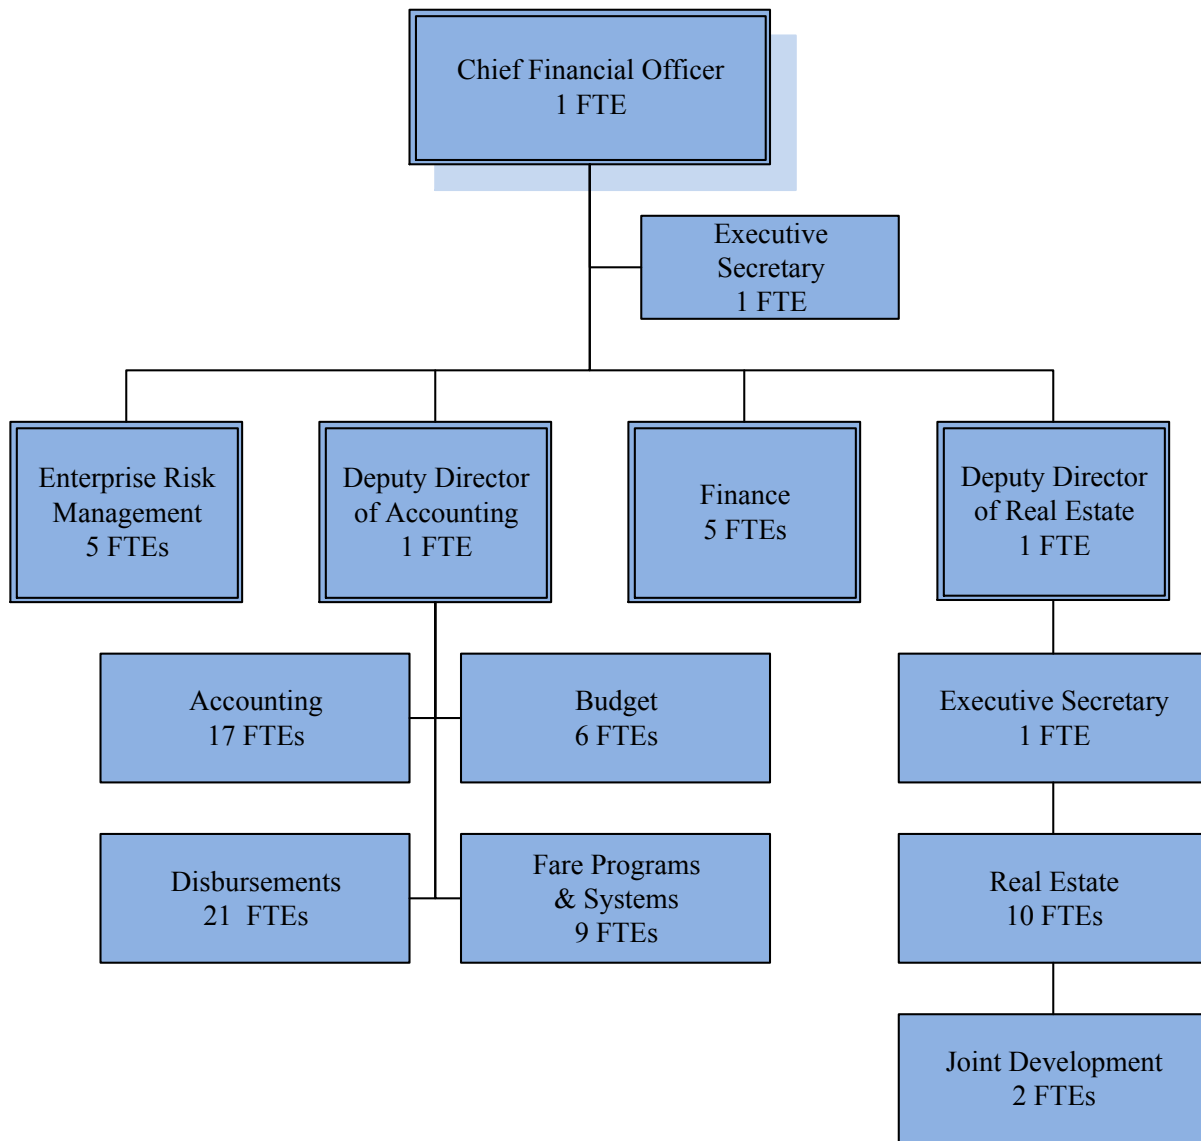 Chief Financial Officer
1 FTE
Executive
Secretary
1 FTE
Enterprise Risk
Management
5 FTEs
Deputy Director
of Accounting
1 FTE
Finance
5 FTEs
Deputy Director
of Real Estate
1 FTE
Accounting
17 FTEs
Budget
6 FTEs
Executive Secretary
1 FTE
Disbursements
21 FTEs
Fare Programs
& Systems
9 FTEs
Real Estate
10 FTEs
Joint Development
2 FTEs